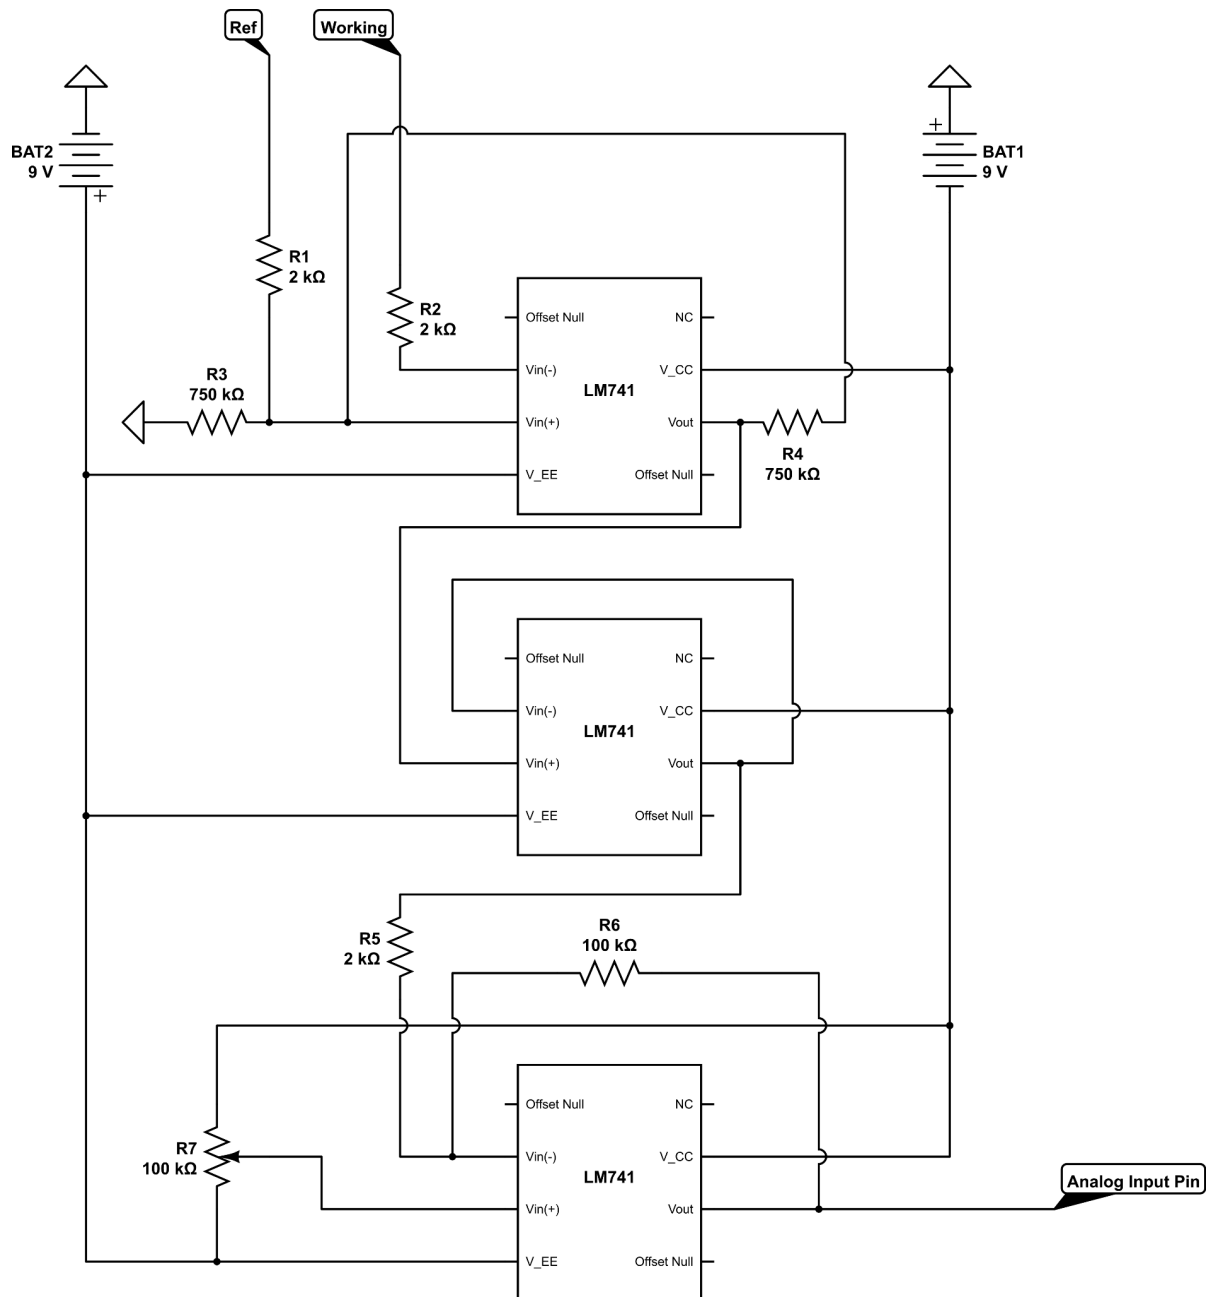 Ref
Working
BAT2
9 V
+
+
BAT1
9 V
R1
2 kΩ
R2
2 kΩ
Offset Null
NC
Vin(-)
V_CC
LM741
R3
750 kΩ
Vin(+)
Vout
R4
750 kΩ
V_EE
Offset Null
Offset Null
NC
Vin(-)
V_CC
LM741
Vin(+)
Vout
V_EE
Offset Null
R5
2 kΩ
R6
100 kΩ
Offset Null
NC
R7
100 kΩ
Vin(-)
V_CC
LM741
Analog Input Pin
Vin(+)
Vout
V_EE
Offset Null